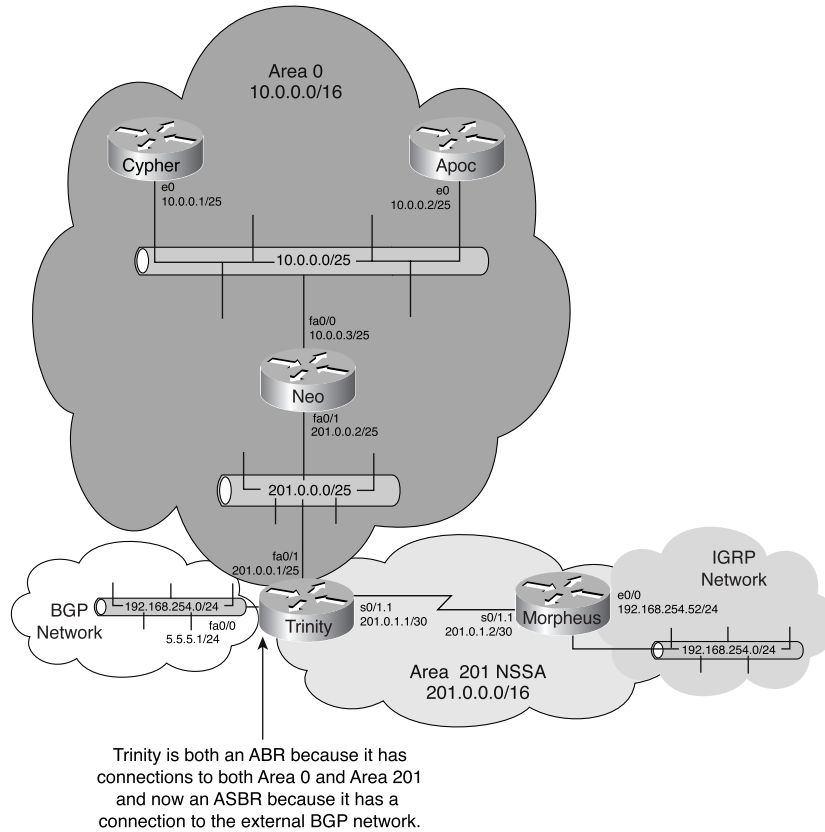 Area 0
10.0.0.0/16
Cypher
Apoc
e0
10.0.0.1/25
e0
10.0.0.2/25
10.0.0.0/25
fa0/0
10.0.0.3/25
Neo
fa0/1
201.0.0.2/25
201.0.0.0/25
fa0/1
201.0.0.1/25
BGP
Network
192.168.254.0/24
fa0/0
5.5.5.1/24
Trinity
s0/1.1
201.0.1.1/30
s0/1.1
201.0.1.2/30
Morpheus
e0/0
192.168.254.52/24
IGRP
Network
192.168.254.0/24
Area 201 NSSA
201.0.0.0/16
Trinity is both an ABR because it has
connections to both Area 0 and Area 201
and now an ASBR because it has a
connection to the external BGP network.